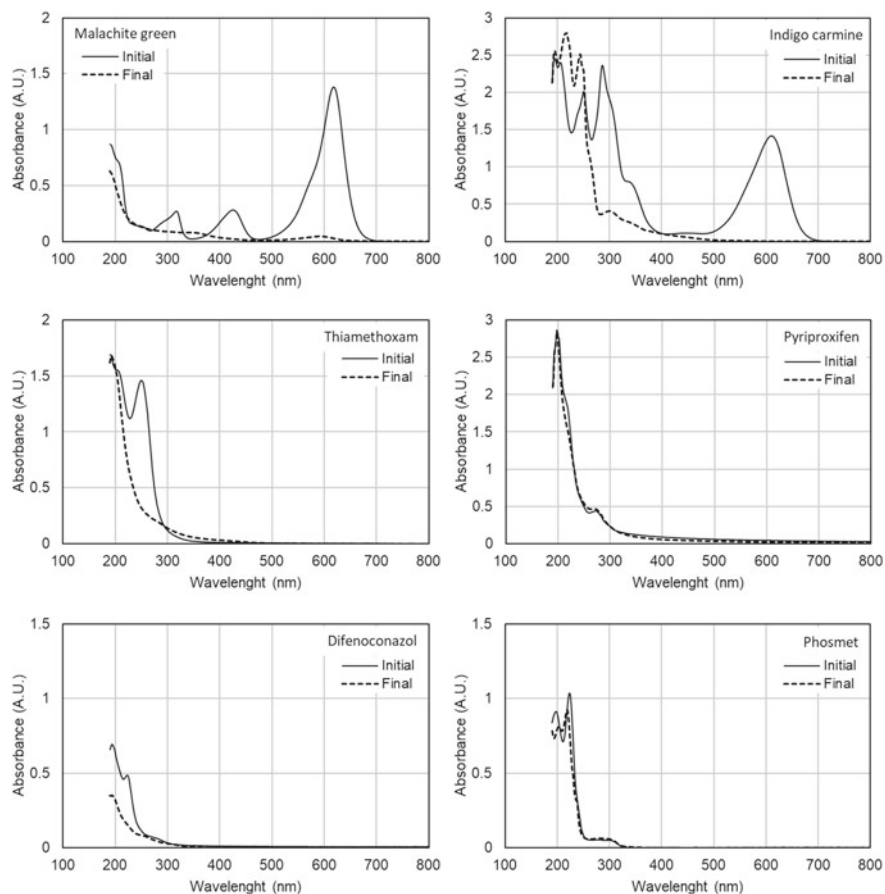 Malachite green
Initial
Final
2
1.5
1
0.5
0
Absorbance (A.U.)
100 200 300 400 500 600 700 800
Wavelenght (nm)
Indigo carmine
Initial
Final
3
2.5
2
1.5
1
0.5
0
Absorbance (A.U.)
100 200 300 400 500 600 700 800
Wavelenght (nm)
Thiamethoxam
Initial
Final
2
1.5
1
0.5
0
Absorbance (A.U.)
100 200 300 400 500 600 700 800
Wavelenght (nm)
Pyriproxifen
Initial
Final
3
2.5
2
1.5
1
0.5
0
Absorbance (A.U.)
100 200 300 400 500 600 700 800
Wavelenght (nm)
Difenoconazol
Initial
Final
1.5
1
0.5
0
Absorbance (A.U.)
100 200 300 400 500 600 700 800
Wavelenght (nm)
Phosmet
Initial
Final
1.5
1
0.5
0
Absorbance (A.U.)
100 200 300 400 500 600 700 800
Wavelenght (nm)